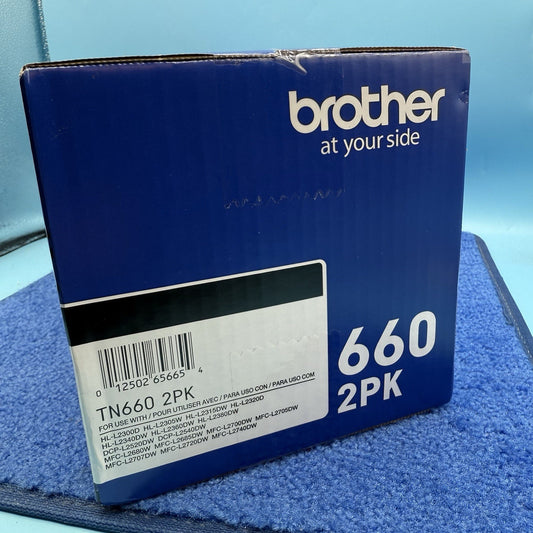 brother
at your side
660
2PK
0 12502 65665 4
TN660 2PK
FOR USE WITH / POUR UTILISER AVEC / PARA USO CON / PARA USO COM
HL-L2300D HL-L2305W HL-L2315DW HL-L2320D
HL-L2340DW HL-L2360DW HL-L2380DW
DCP-L2520DW DCP-L2540DW
MFC-L2680W MFC-L2685DW MFC-L2700DW MFC-L2705DW
MFC-L2707DW MFC-L2720DW MFC-L2740DW